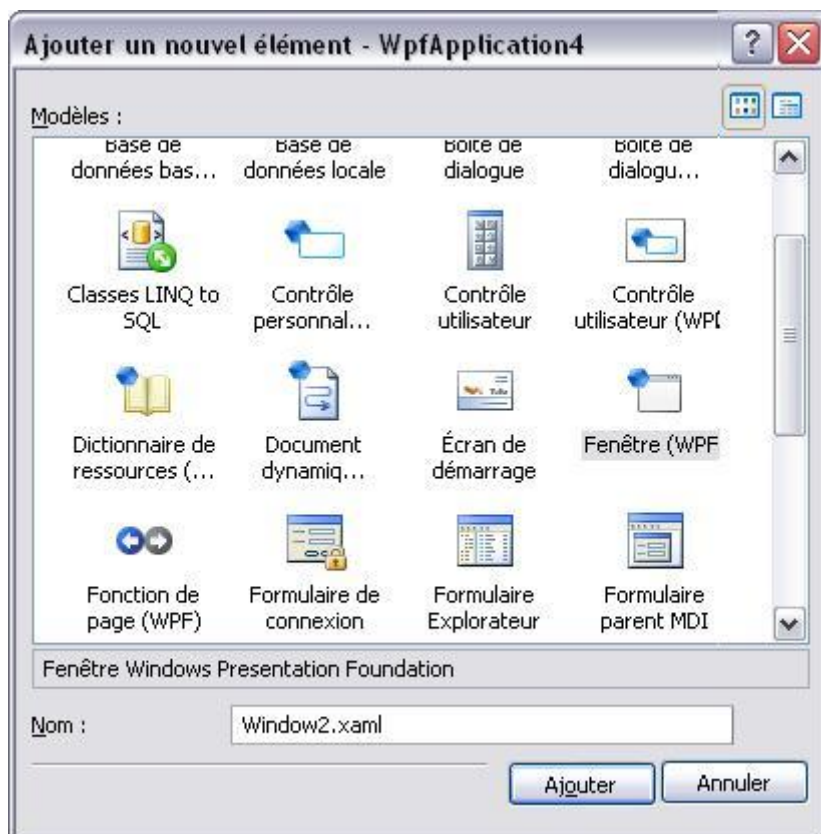 Ajouter un nouvel élément - WpfApplication4
Modèles :
Base de données bas...
Base de données locale
Boîte de dialogue
Boîte de dialogu...
Classes LINQ to SQL
Contrôle personnal...
Contrôle utilisateur
Contrôle utilisateur (WPF
Dictionnaire de ressources (...
Document dynamiq...
Écran de démarrage
Fenêtre (WPF
Fonction de page (WPF)
Formulaire de connexion
Formulaire Explorateur
Formulaire parent MDI
Fenêtre Windows Presentation Foundation
Nom :
Window2.xaml
Ajouter
Annuler